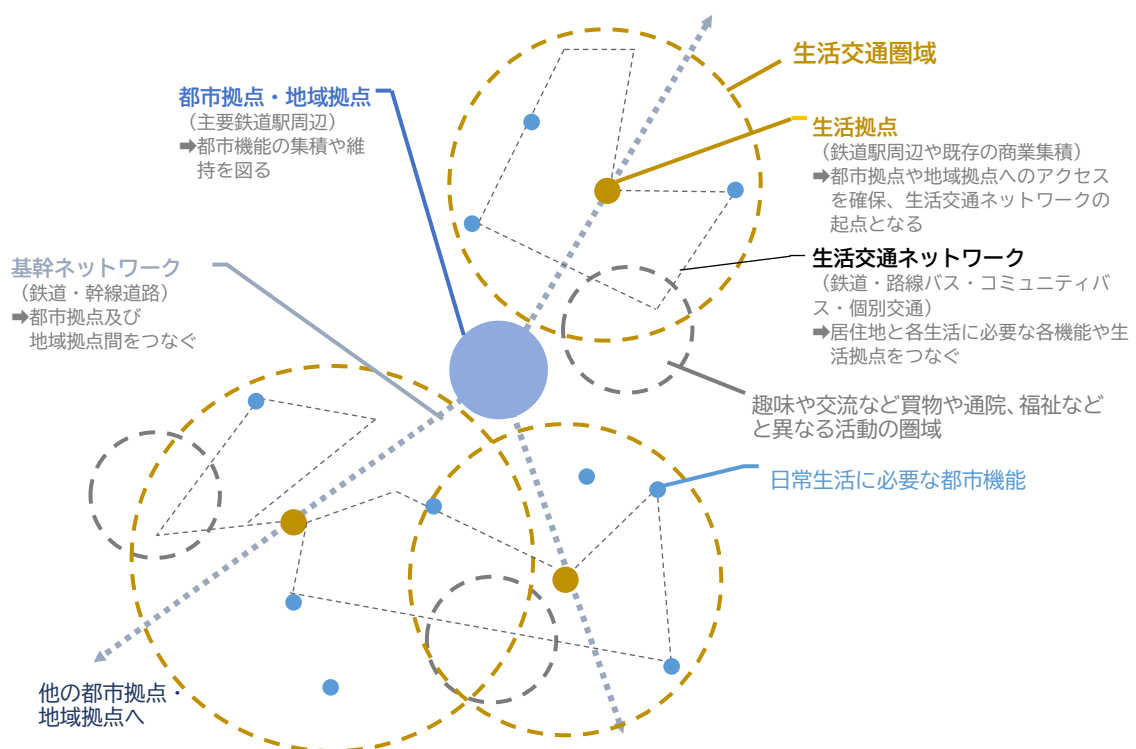 生活交通圏域
都市拠点・地域拠点
（主要鉄道駅周辺）
➡都市機能の集積や維
持を図る
生活拠点
（鉄道駅周辺や既存の商業集積）
➡都市拠点や地域拠点へのアクセス
を確保、生活交通ネットワークの
起点となる
基幹ネットワーク
（鉄道・幹線道路）
➡都市拠点及び
地域拠点間をつなぐ
生活交通ネットワーク
（鉄道・路線バス・コミュニティバ
ス・個別交通）
➡居住地と各生活に必要な各機能や生
活拠点をつなぐ
趣味や交流など買物や通院、福祉など
と異なる活動の圏域
日常生活に必要な都市機能
他の都市拠点・
地域拠点へ